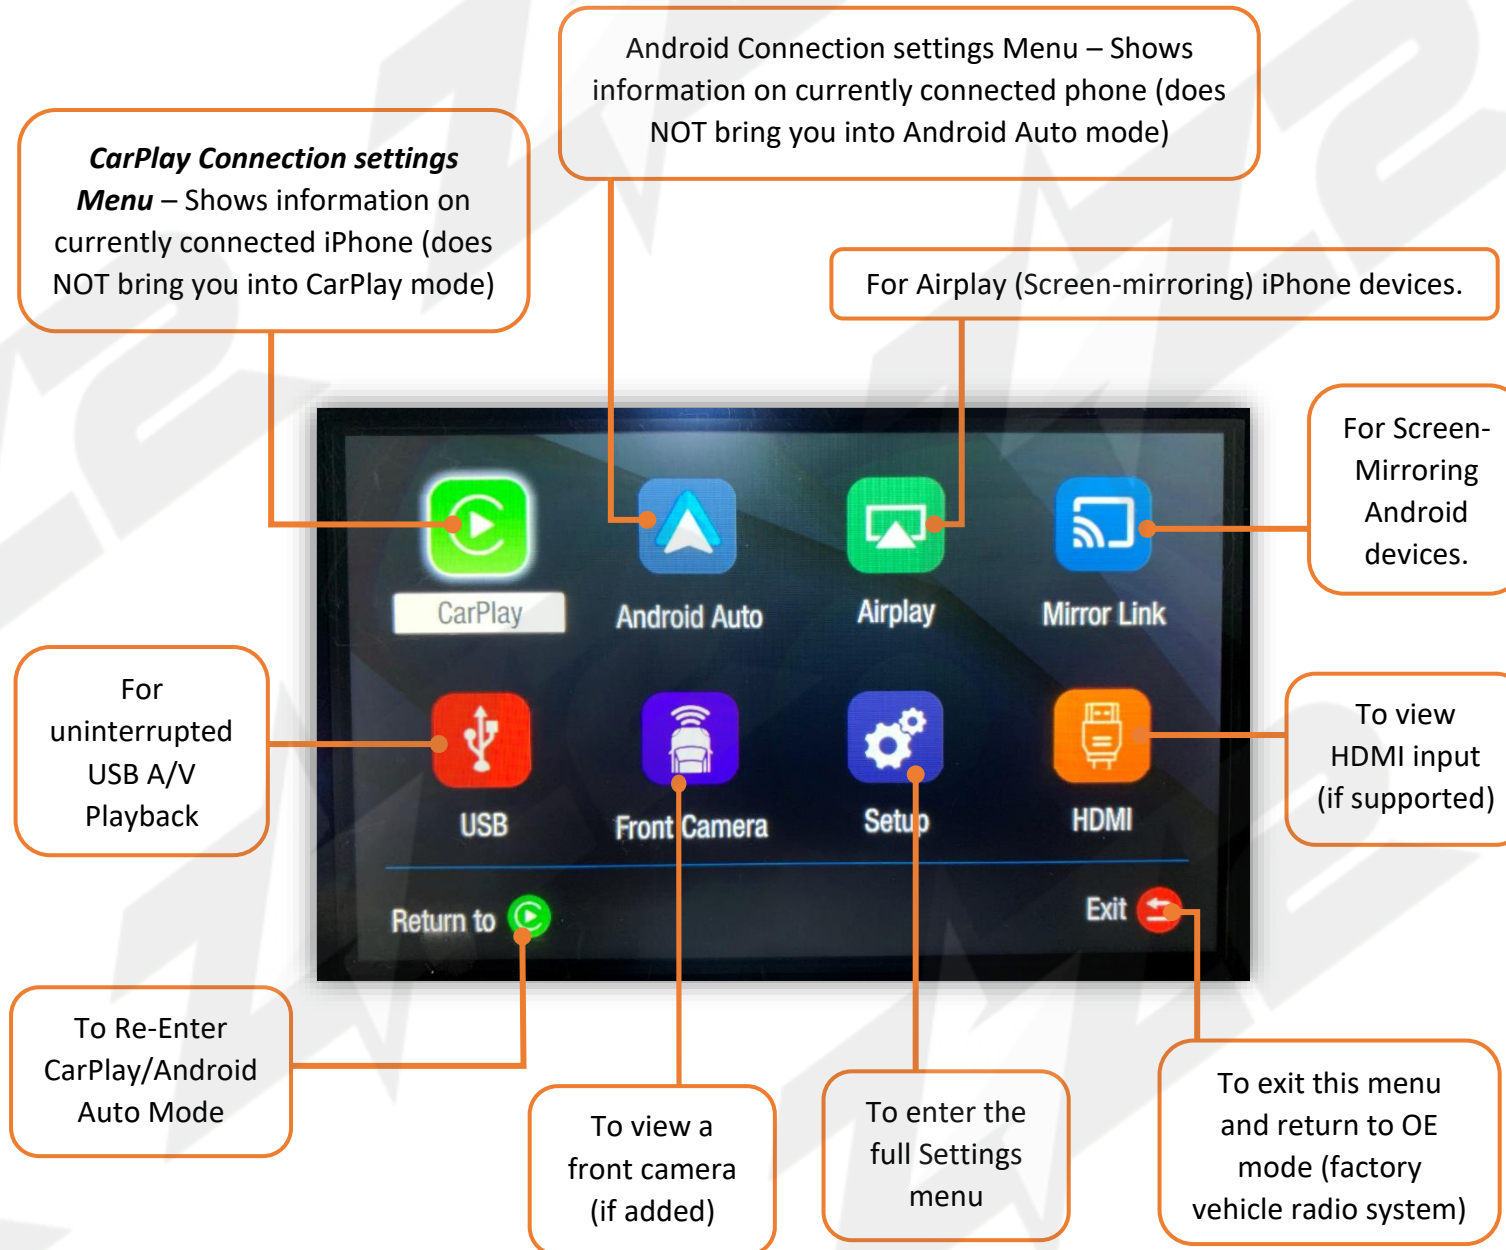 Android Connection settings Menu – Shows
information on currently connected phone (does
NOT bring you into Android Auto mode)
CarPlay Connection settings
Menu – Shows information on
currently connected iPhone (does
NOT bring you into CarPlay mode)
For Airplay (Screen-mirroring) iPhone devices.
For Screen-
Mirroring
Android
devices.
CarPlay
Android Auto
Airplay
Mirror Link
For
uninterrupted
USB A/V
Playback
To view
HDMI input
(if supported)
USB
Front Camera
Setup
HDMI
Return to
Exit
To Re-Enter
CarPlay/Android
Auto Mode
To view a
front camera
(if added)
To enter the
full Settings
menu
To exit this menu
and return to OE
mode (factory
vehicle radio system)